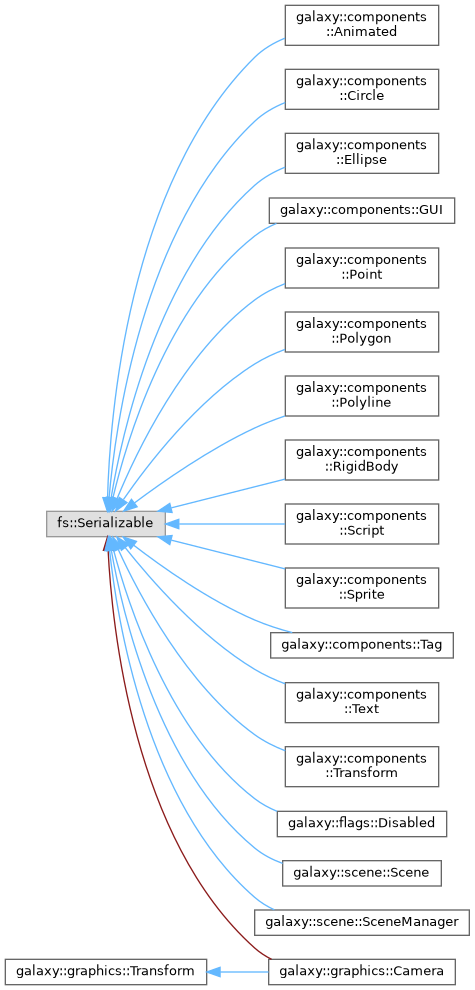 galaxy::components
::Animated
galaxy::components
::Circle
galaxy::components
::Ellipse
galaxy::components::GUI
galaxy::components
::Point
galaxy::components
::Polygon
galaxy::components
::Polyline
galaxy::components
::RigidBody
fs::Serializable
galaxy::components
::Script
galaxy::components
::Sprite
galaxy::components::Tag
galaxy::components
::Text
galaxy::components
::Transform
galaxy::flags::Disabled
galaxy::scene::Scene
galaxy::scene::SceneManager
galaxy::graphics::Transform
galaxy::graphics::Camera